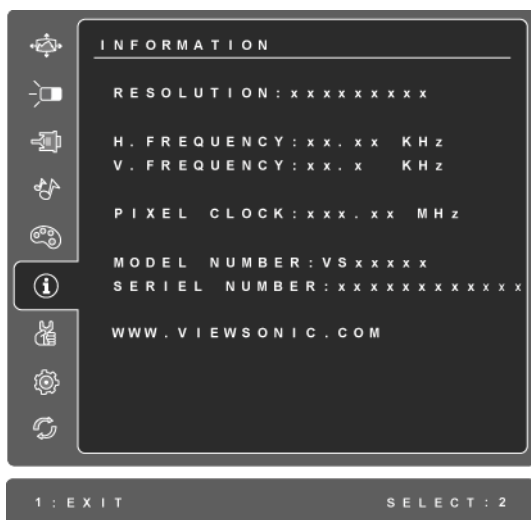 INFORMATION
RESOLUTION:xxxxxxxxx
H. FREQUENCY:xx.xx KHz
V. FREQUENCY:xx.x KHz
PIXEL CLOCK:xxx.xx MHz
MODEL NUMBER:VSxxxxx
SERIEL NUMBER:xxxxxxxxxxxx
WWW.VIEWSONIC.COM
1:EXIT SELECT:2